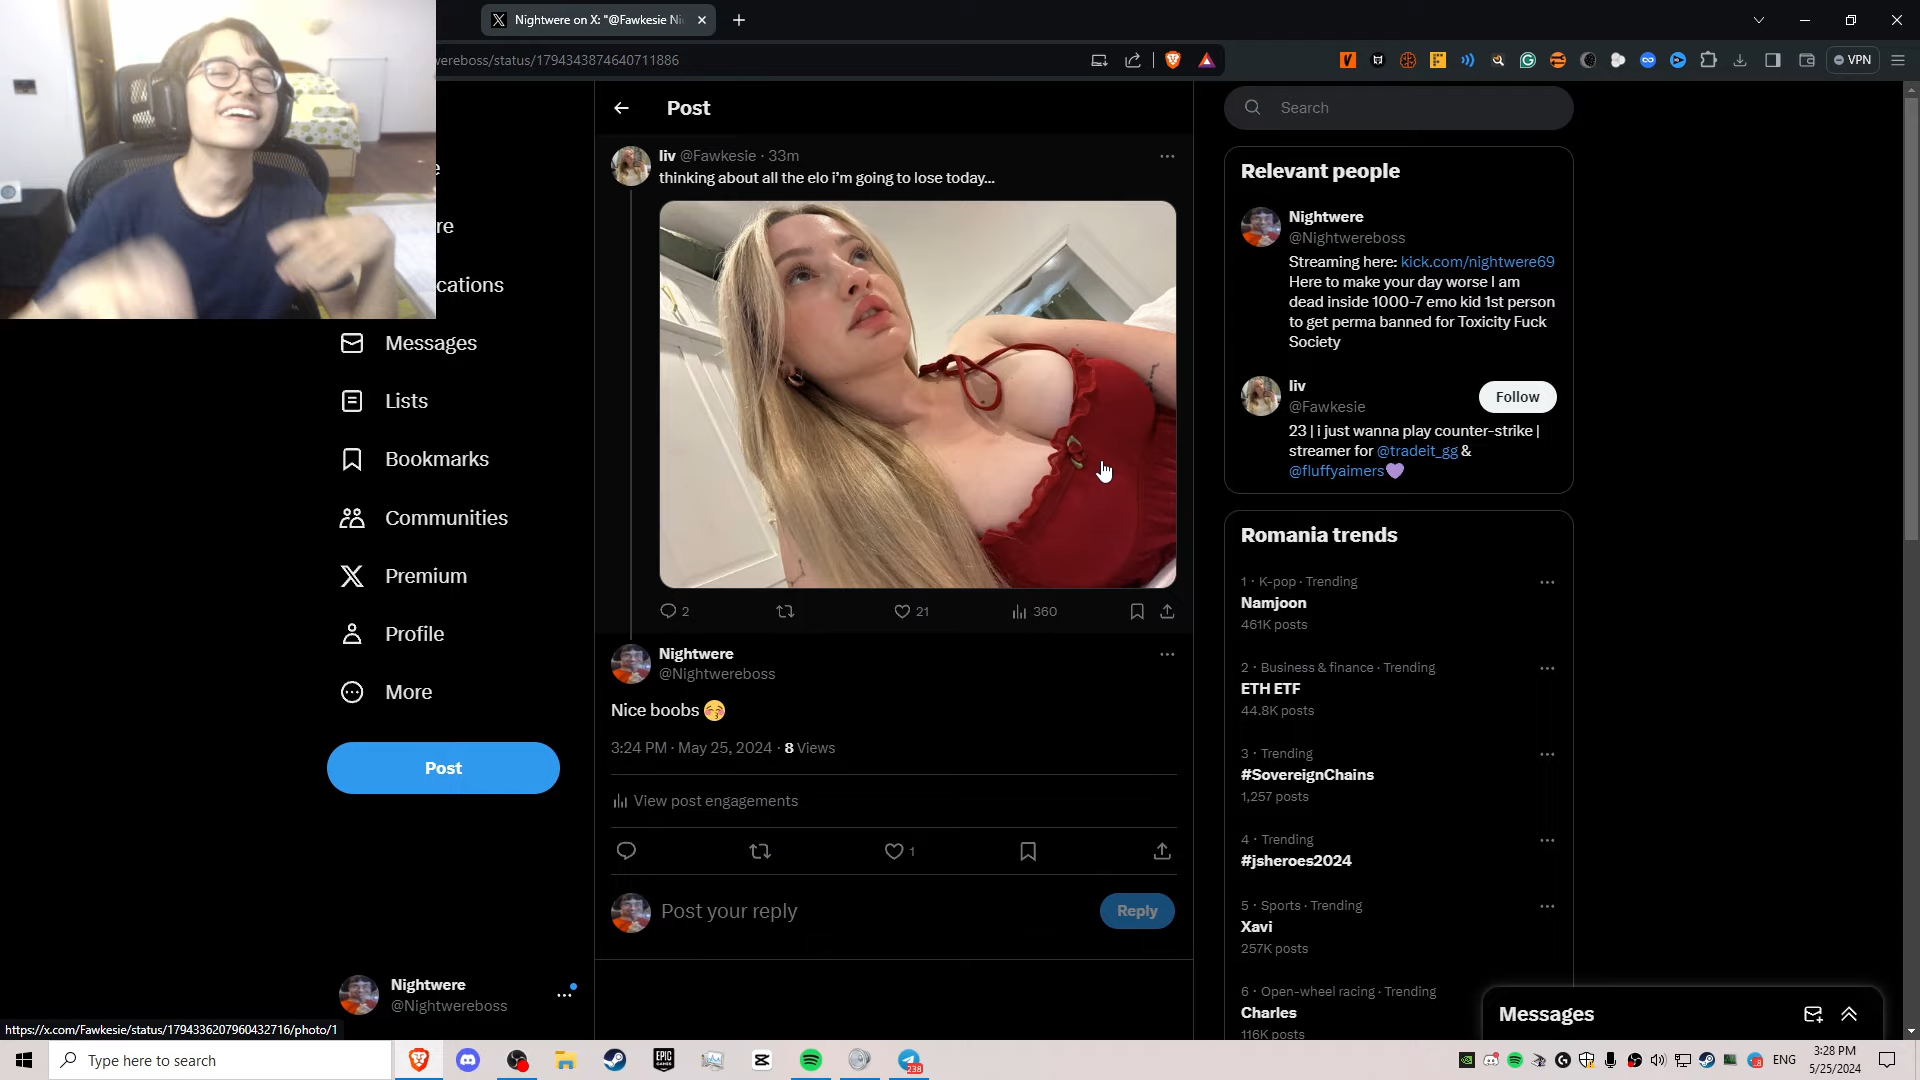 Nightwere on X: "@Fawkesie Ni
wereboss/status/1794343874640711886
VPN
Post
Search
liv @Fawkesie · 33m
thinking about all the elo i'm going to lose today...
2
21
360
Nightwere
@Nightwereboss
Nice boobs 😚
3:24 PM · May 25, 2024 · 8 Views
View post engagements
1
Post your reply
Reply
e
re
cations
Messages
Lists
Bookmarks
Communities
Premium
Profile
More
Post
Nightwere
@Nightwereboss
Relevant people
Nightwere
@Nightwereboss
Streaming here: kick.com/nightwere69
Here to make your day worse I am
dead inside 1000-7 emo kid 1st person
to get perma banned for Toxicity Fuck
Society
liv
@Fawkesie
Follow
23 | i just wanna play counter-strike |
streamer for @tradeit_gg &
@fluffyaimers💜
Romania trends
1 · K-pop · Trending
Namjoon
461K posts
2 · Business & finance · Trending
ETH ETF
44.8K posts
3 · Trending
#SovereignChains
1,257 posts
4 · Trending
#jsheroes2024
5 · Sports · Trending
Xavi
257K posts
6 · Open-wheel racing · Trending
Charles
116K posts
Messages
https://x.com/Fawkesie/status/1794336207960432716/photo/1
Type here to search
EPIC
GAMES
238
ENG
3:28 PM
5/25/2024